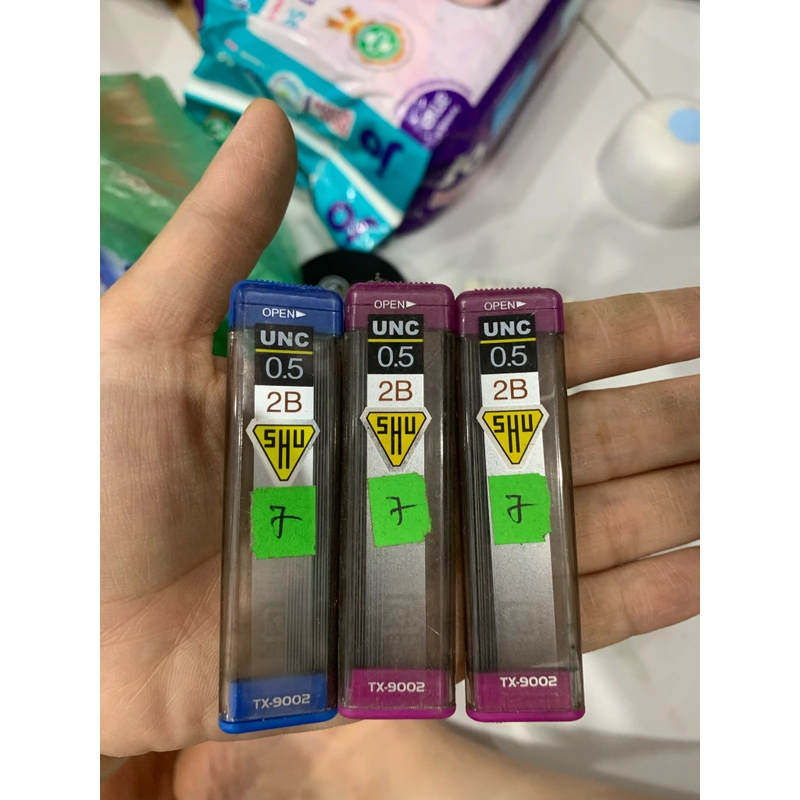 OPEN▶
UNC
0.5
2B
SHU
7
TX-9002
OPEN▶
UNC
0.5
2B
SHU
7
TX-9002
OPEN▶
UNC
0.5
2B
SHU
7
TX-9002